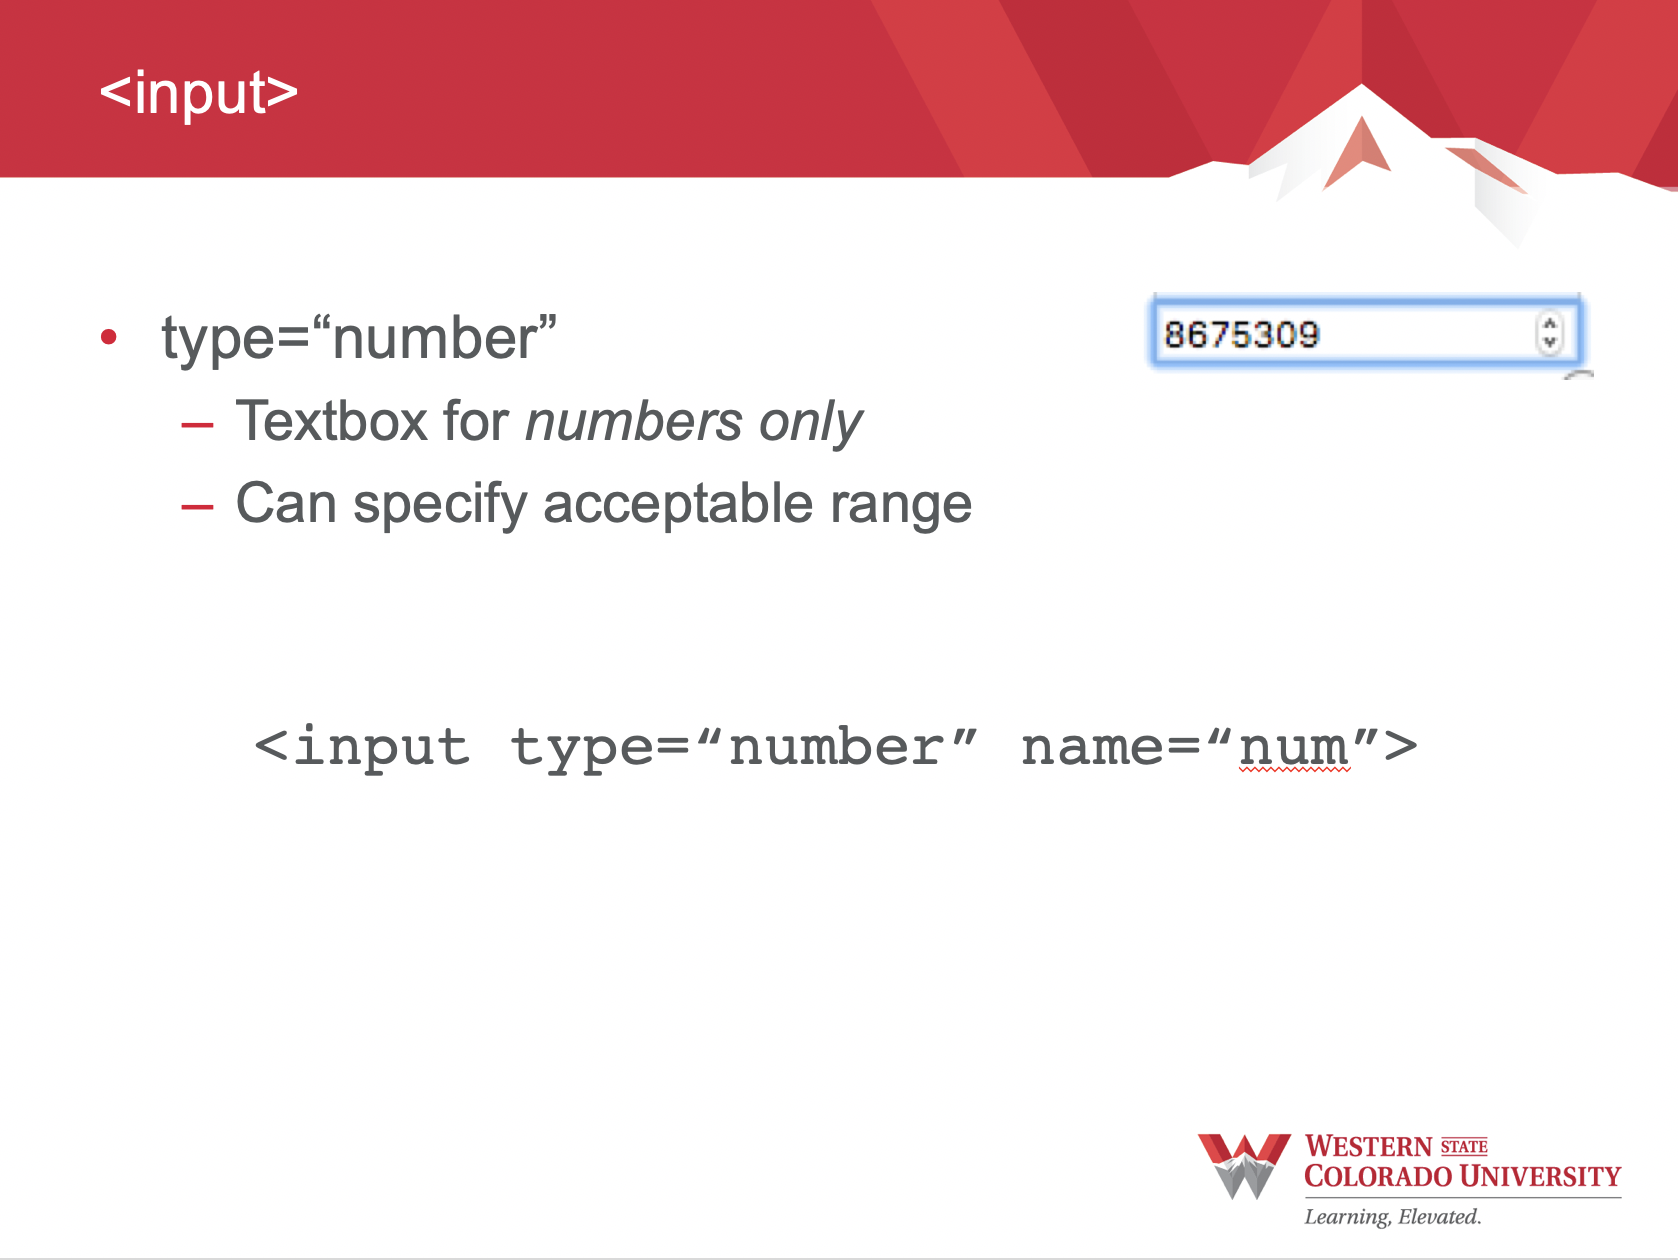 <input>
• type=“number”
8675309
– Textbox for numbers only
– Can specify acceptable range
<input type=“number” name=“num”>
WESTERN STATE
COLORADO UNIVERSITY
Learning, Elevated.